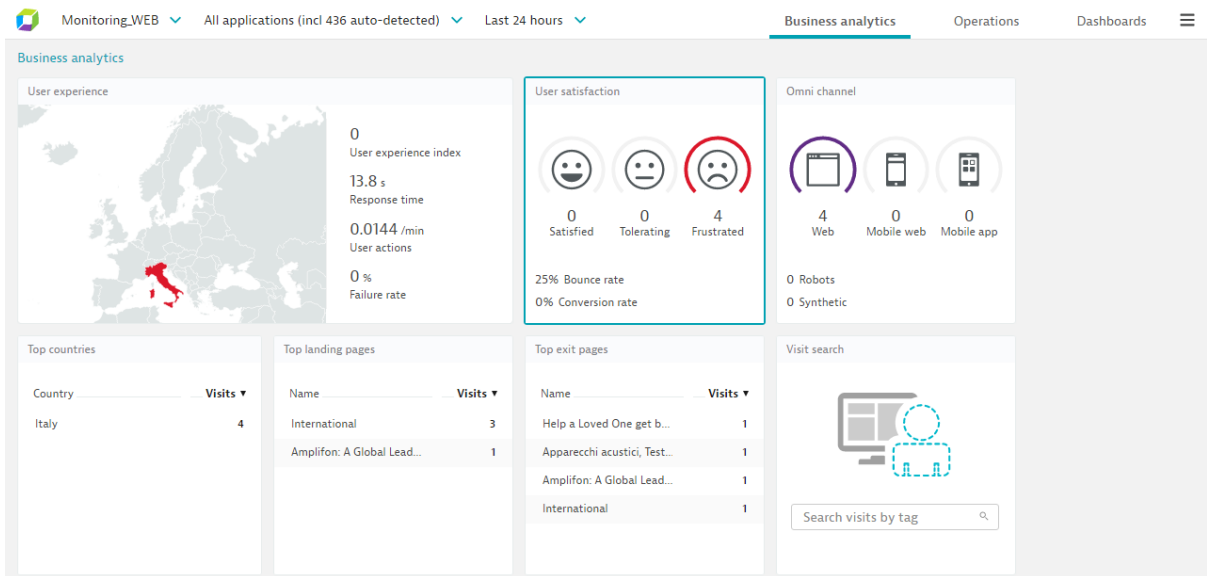 Monitoring_WEB All applications (incl 436 auto-detected) Last 24 hours Business analytics Operations Dashboards
Business analytics
User experience
0
User experience index
13.8 s
Response time
0.0144 /min
User actions
0 %
Failure rate
User satisfaction
0 0 4
Satisfied Tolerating Frustrated
25% Bounce rate
0% Conversion rate
Omni channel
4 0 0
Web Mobile web Mobile app
0 Robots
0 Synthetic
Top countries
Country Visits ▼
Italy 4
Top landing pages
Name Visits ▼
International 3
Amplifon: A Global Lead... 1
Top exit pages
Name Visits ▼
Help a Loved One get b... 1
Apparecchi acustici, Test... 1
Amplifon: A Global Lead... 1
International 1
Visit search
Search visits by tag